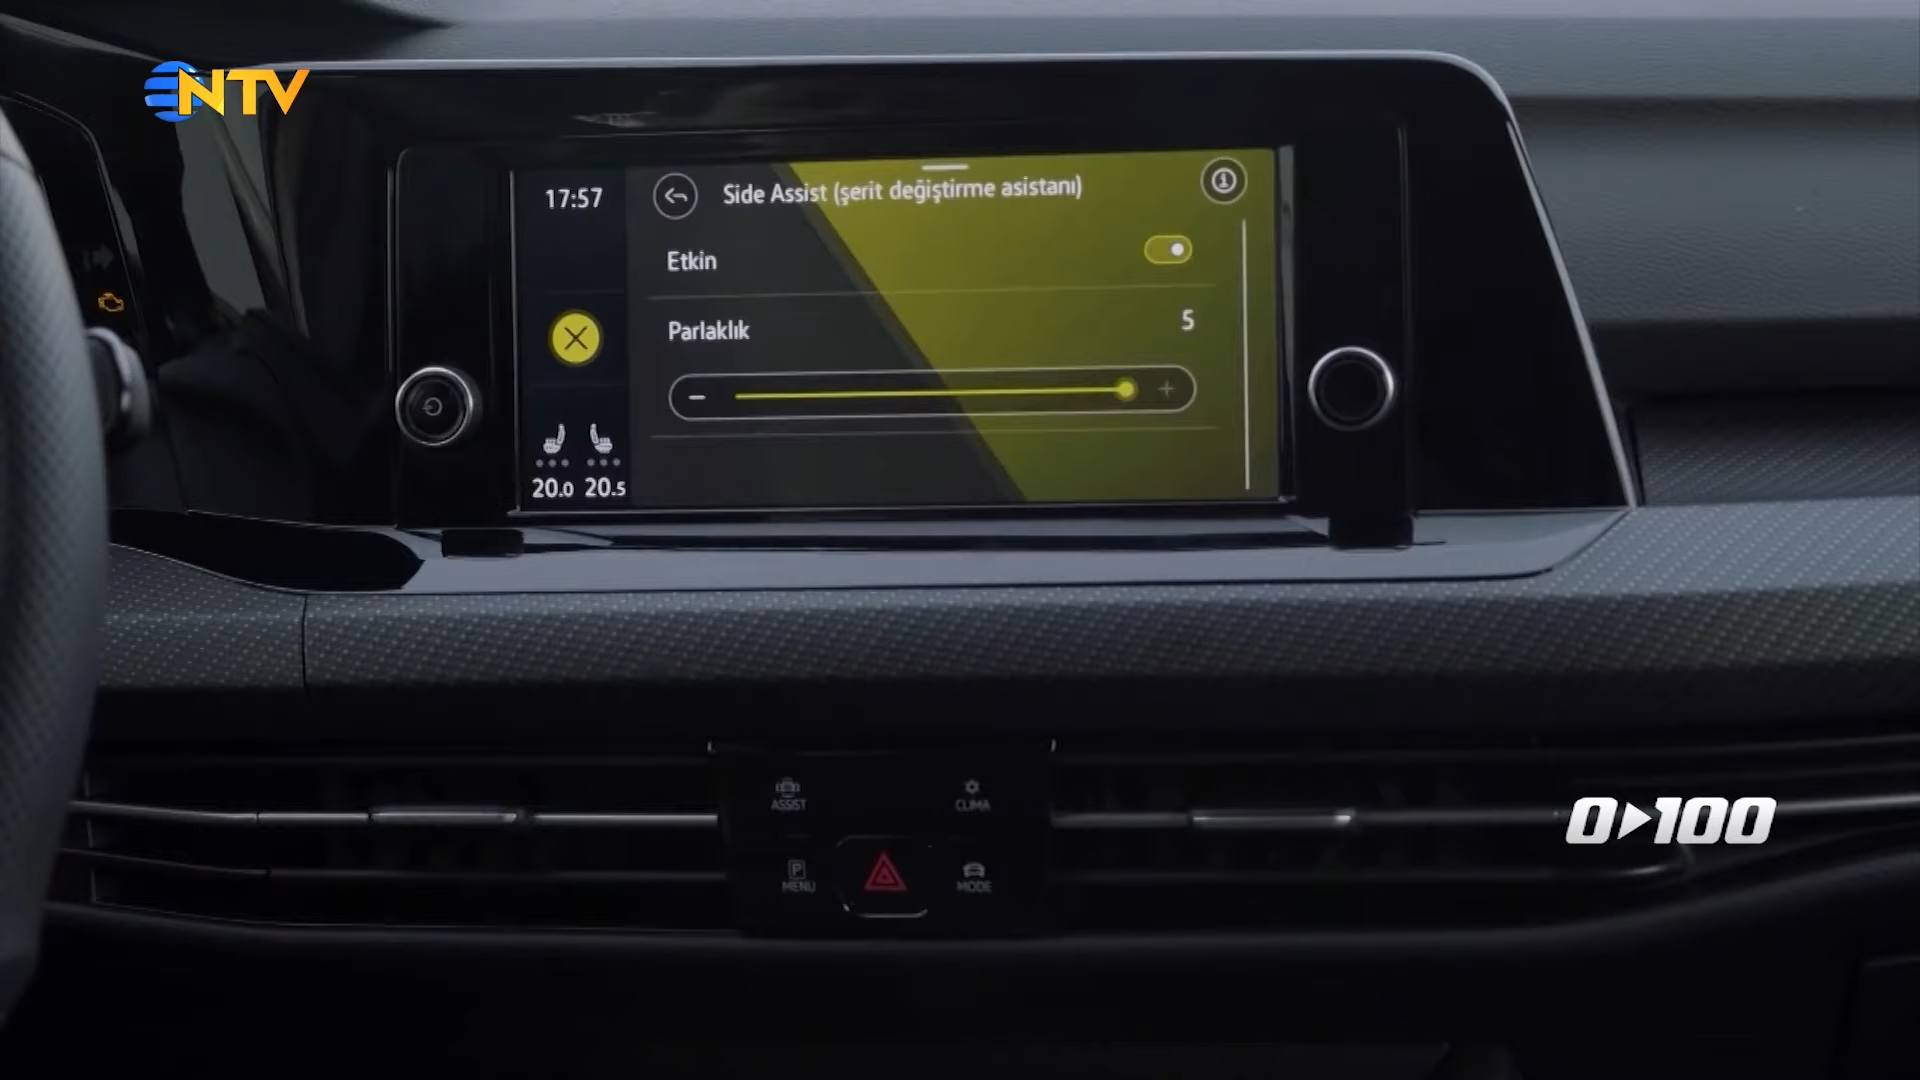 NTV
17:57
Side Assist (şerit değiştirme asistanı)
Etkin
Parlaklık
5
20.0 20.5
ASSIST
CLIMA
P
MENU
MODE
0 100